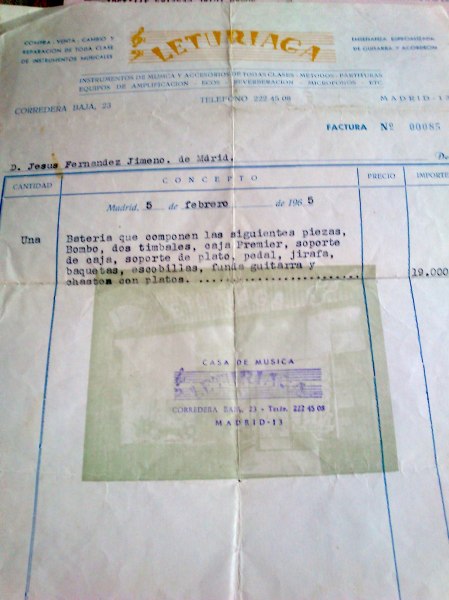 COMPRA · VENTA, CAMBIO Y
REPARACION DE TODA CLASE
DE INSTRUMENTOS MUSICALES
LETURIAGA
ENSEÑANZA ESPECIALIZADA
DE GUITARRA Y ACORDEON
INSTRUMENTOS DE MUSICA Y ACCESORIOS DE TODAS CLASES - METODOS - PARTITURAS
EQUIPOS DE AMPLIFICACION - ECOS - REVERBERACION - MICROFONOS - ETC.
CORREDERA BAJA, 23
TELEFONO 222 45 08
MADRID-13
FACTURA Nº 00085
D. Jesus Fernandez Jimeno. de Mádrid.
D.
CANTIDAD
CONCEPTO
PRECIO
IMPORTE
Madrid, 5 de febrero de 1965
Una Bateria que componen las siguientes piezas,
Bombo, dos timbales, caja Premier, soporte
de caja, soporte de plato, pedal, jirafa,
baquetas, escobillas, funda guitarra y
chaston con platos. 19.000
CASA DE MUSICA
LETURIAGA
CORREDERA BAJA, 23 - Teléf. 222 45 08
MADRID-13